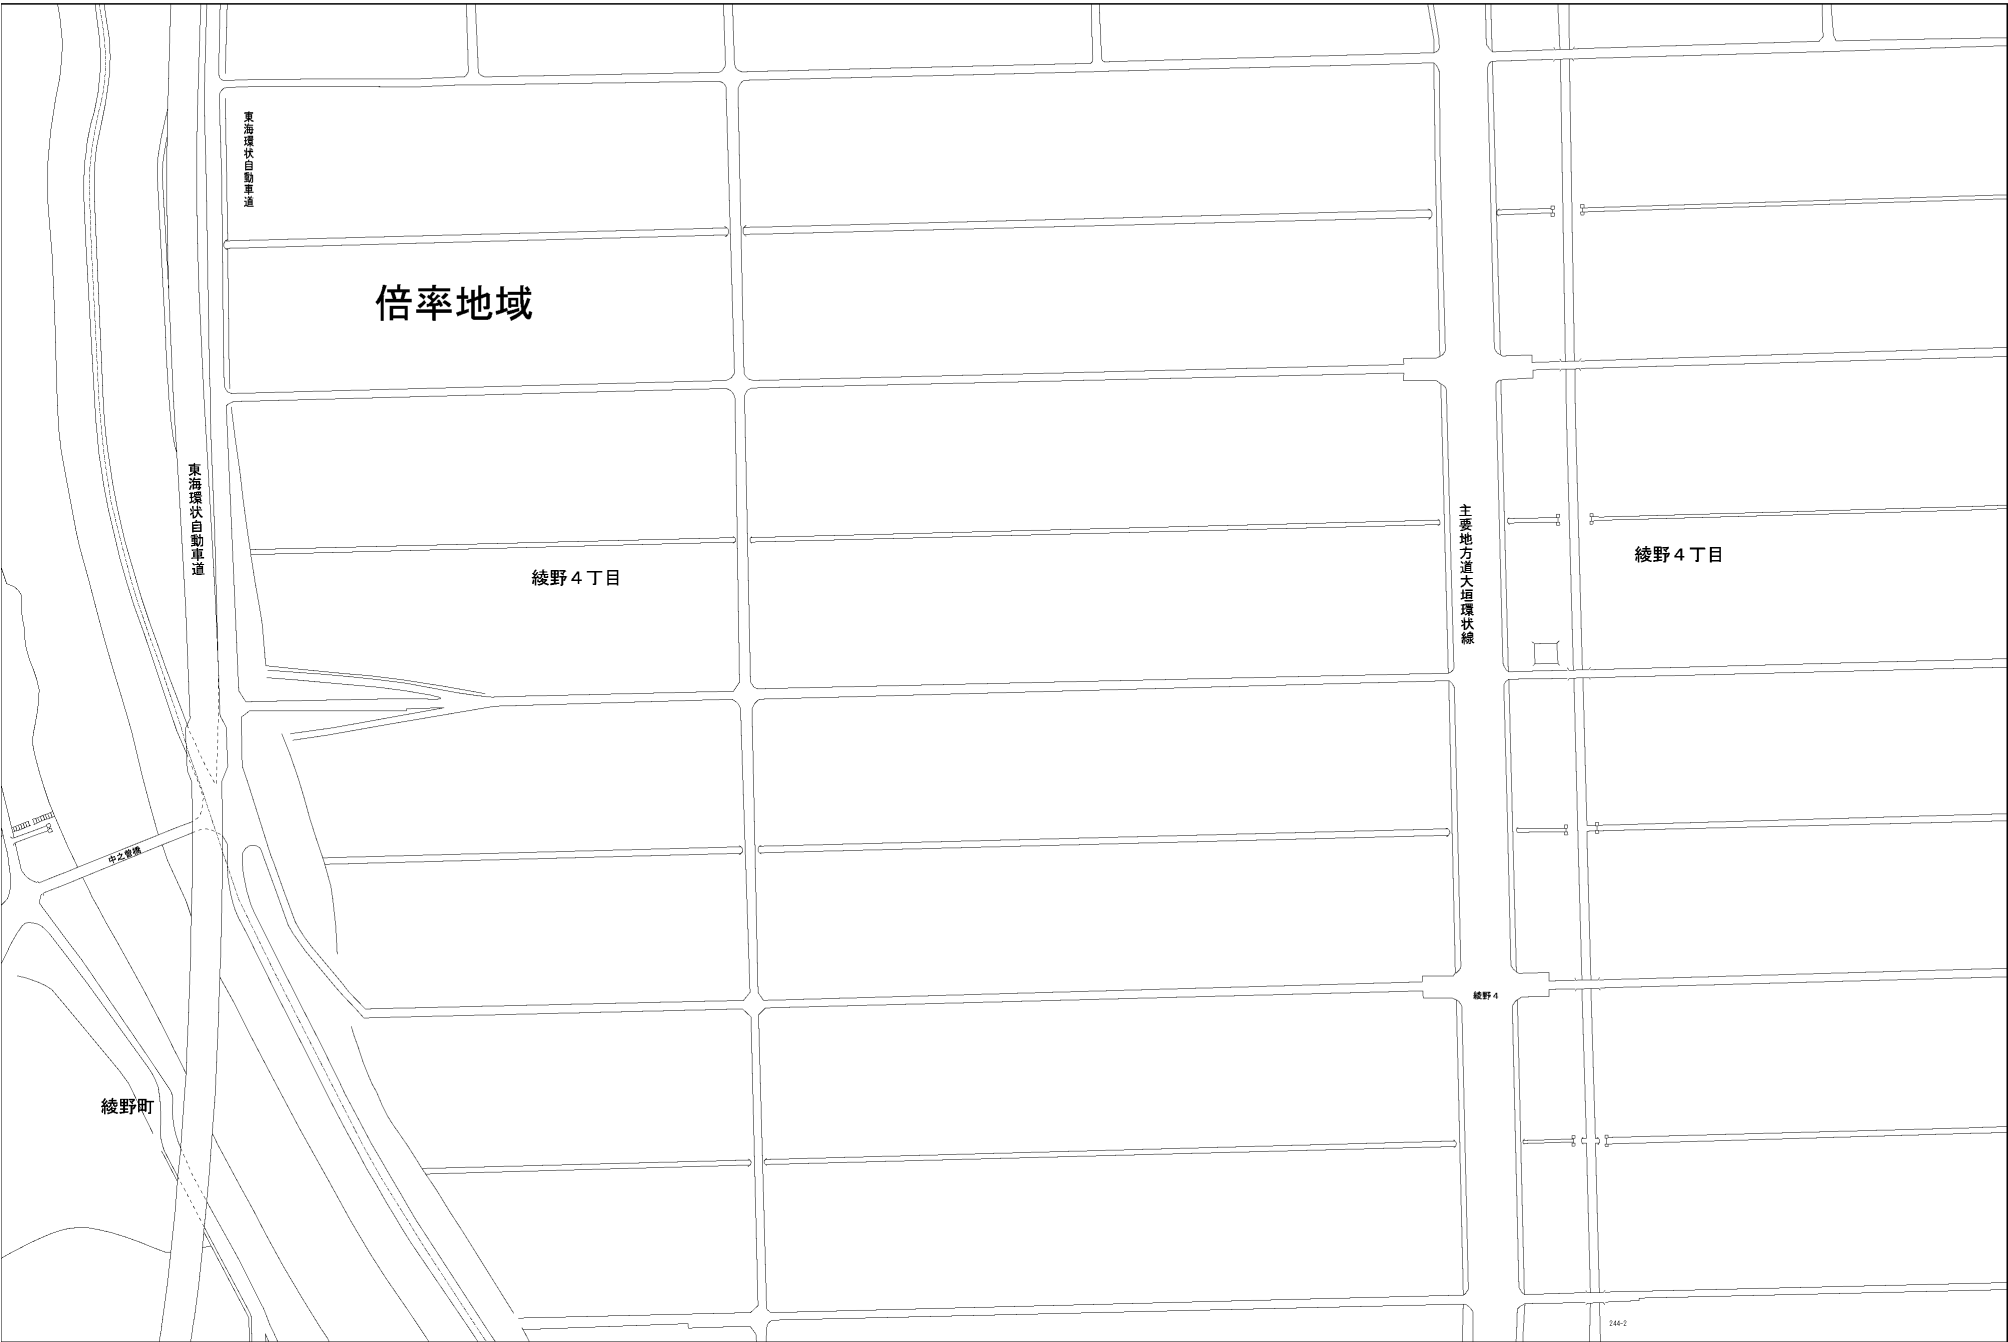 東海環状自動車道
倍率地域
東海環状自動車道
主要地方道大垣環状線
綾野４丁目
綾野４丁目
中之曽橋
綾野４
綾野町
244-2